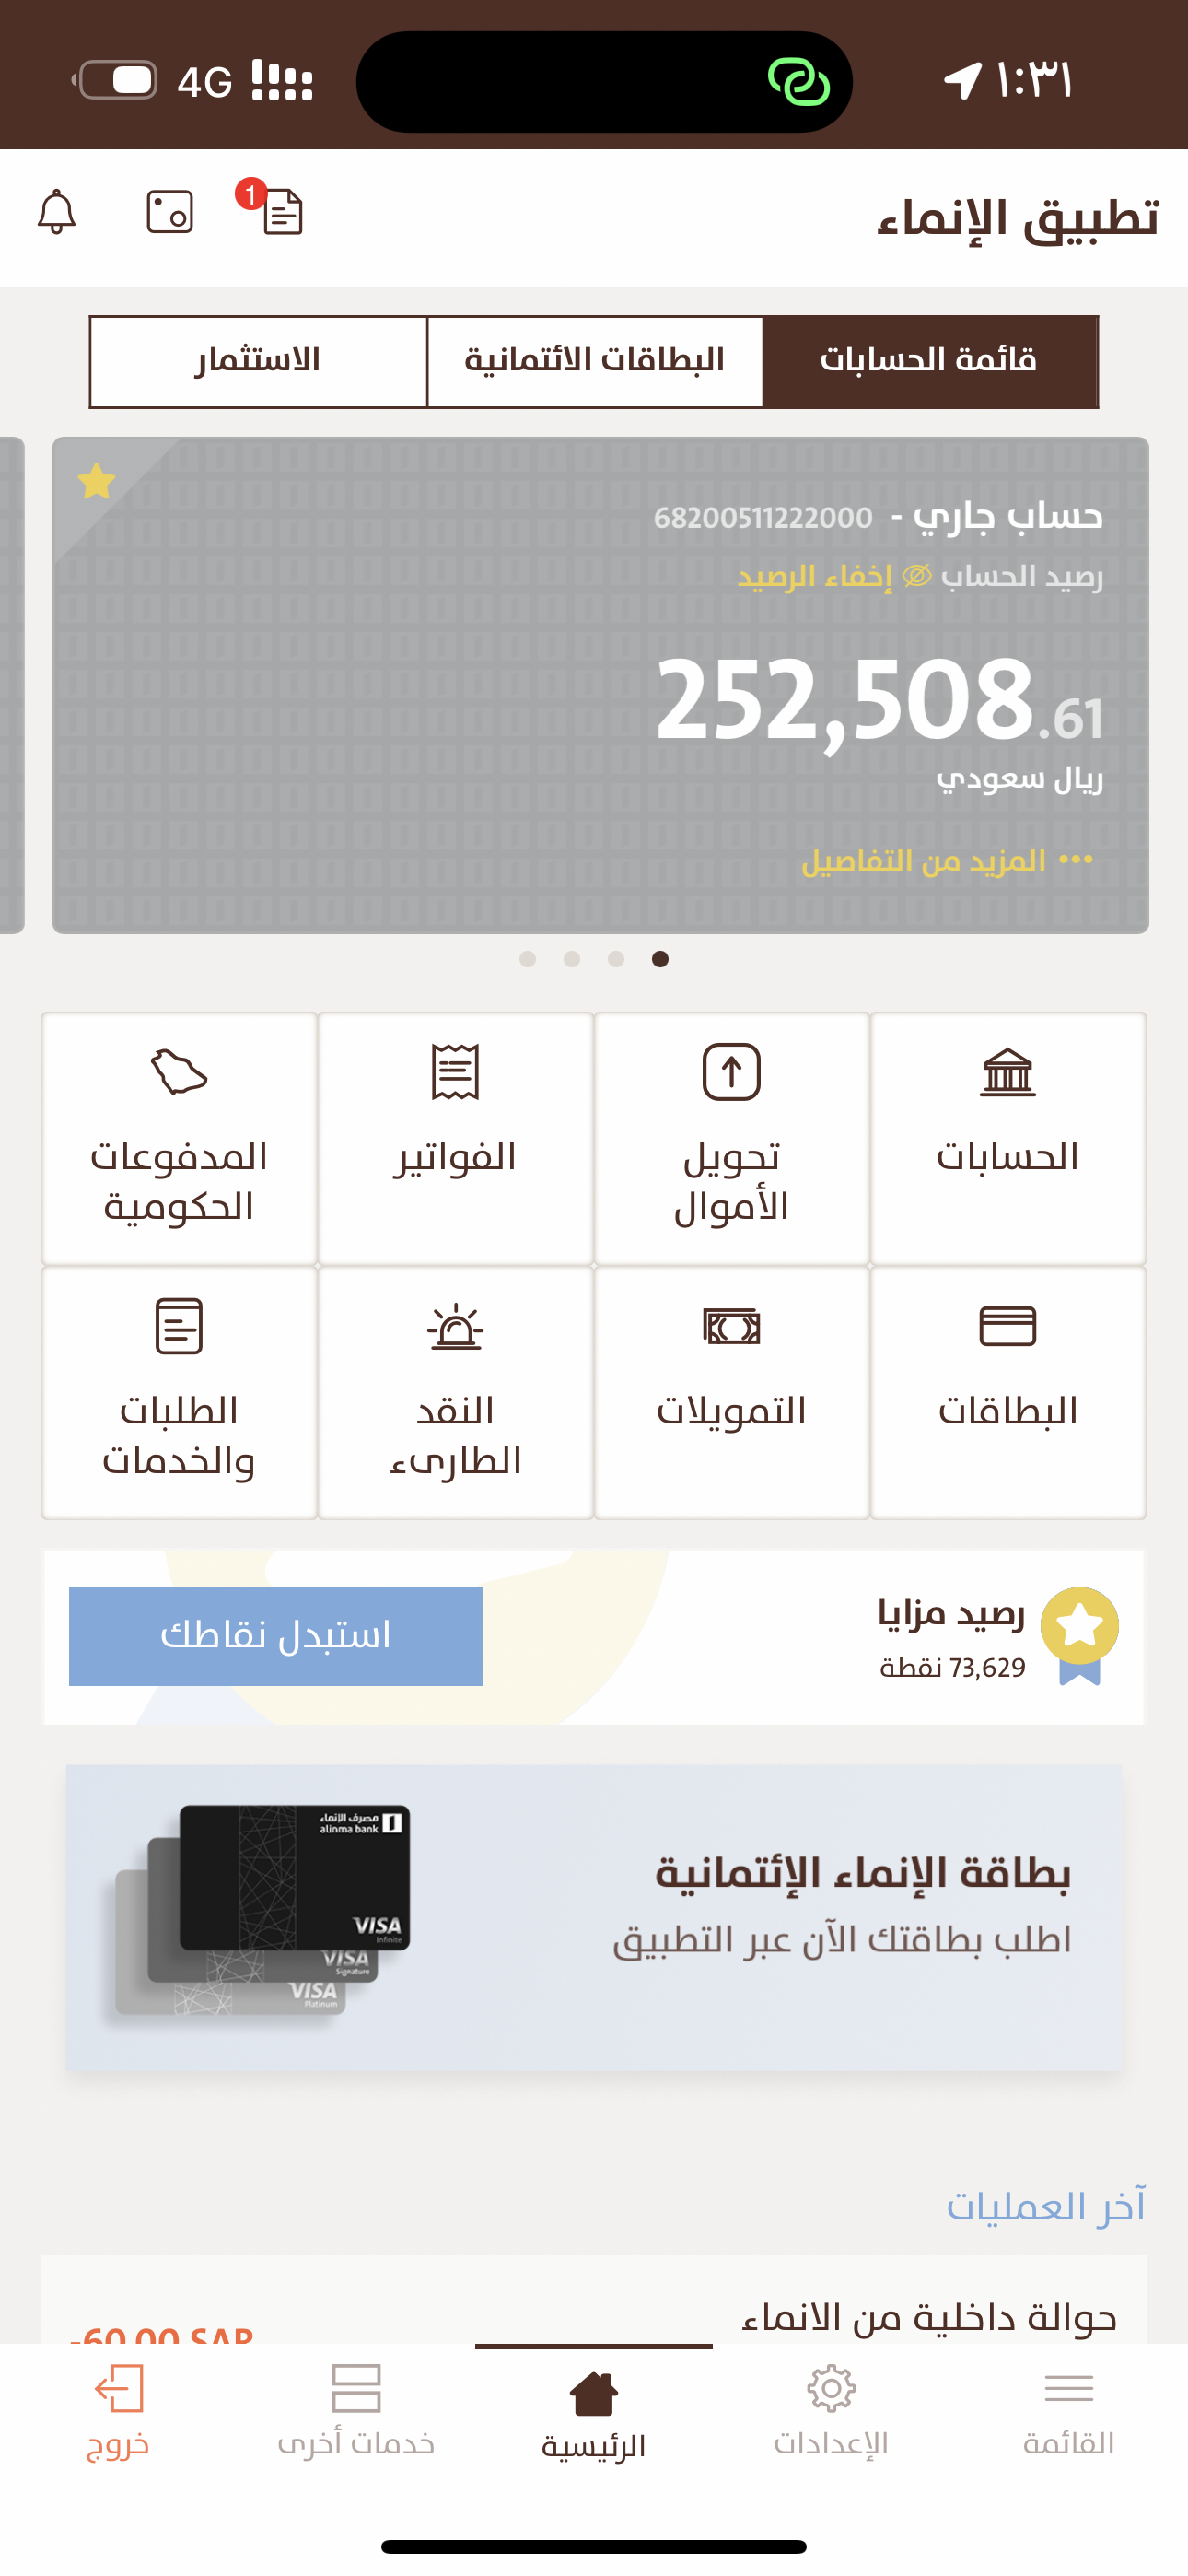 ١:٣١
4G
تطبيق الإنماء
1
قائمة الحسابات
البطاقات الائتمانية
الاستثمار
حساب جاري - 68200511222000
رصيد الحساب إخفاء الرصيد
252,508.61
ريال سعودي
المزيد من التفاصيل
الحسابات
تحويل
الأموال
الفواتير
المدفوعات
الحكومية
البطاقات
التمويلات
النقد
الطارىء
الطلبات
والخدمات
رصيد مزايا
73,629 نقطة
استبدل نقاطك
بطاقة الإنماء الإئتمانية
اطلب بطاقتك الآن عبر التطبيق
مصرف الإنماء
alinma bank
VISA
Infinite
VISA
Signature
VISA
Platinum
آخر العمليات
حوالة داخلية من الانماء
-60.00 SAR
القائمة
الإعدادات
الرئيسية
خدمات أخرى
خروج